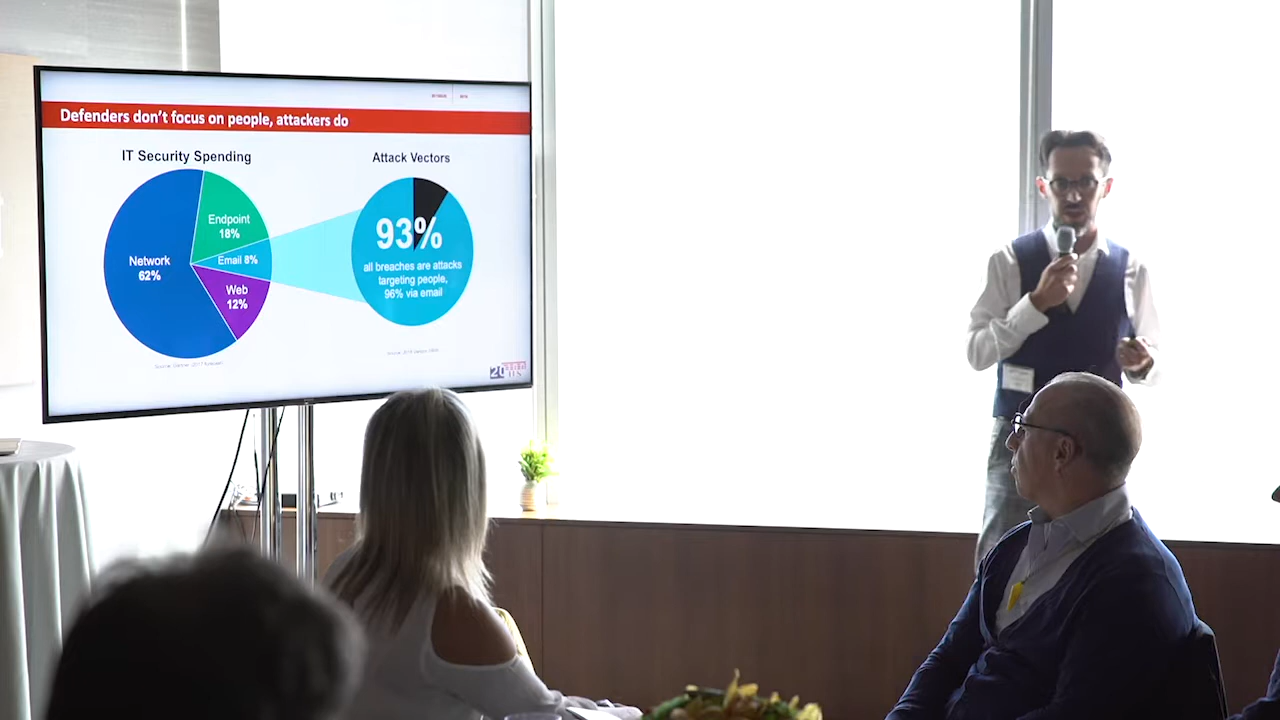 Defenders don't focus on people, attackers do
IT Security Spending
Attack Vectors
Endpoint
18%
Network
62%
Email 8%
Web
12%
93%
all breaches are attacks
targeting people,
96% via email
20